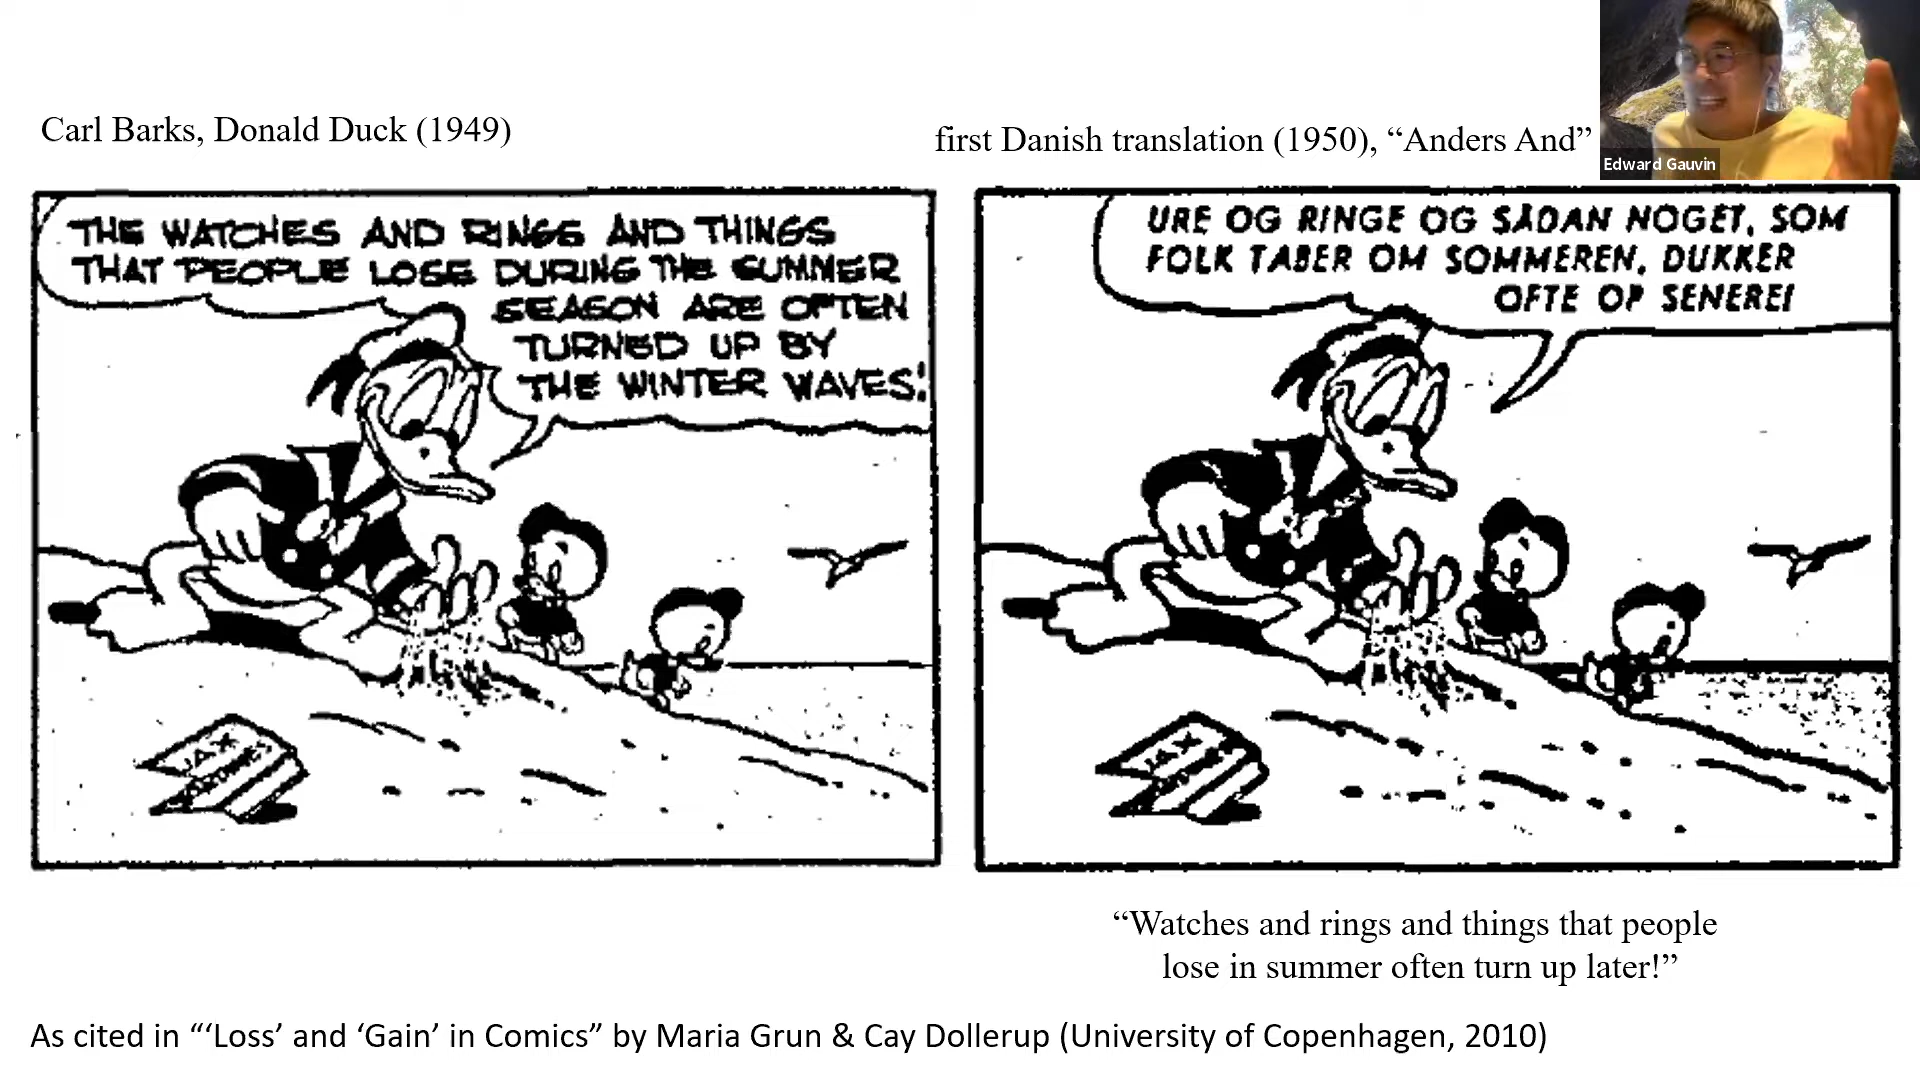 Carl Barks, Donald Duck (1949)
first Danish translation (1950), “Anders And”
Edward Gauvin
THE WATCHES AND RINGS AND THINGS
THAT PEOPLE LOSE DURING THE SUMMER
SEASON ARE OFTEN
TURNED UP BY
THE WINTER WAVES!
URE OG RINGE OG SÅDAN NOGET, SOM
FOLK TABER OM SOMMEREN, DUKKER
OFTE OP SENERE!
JAX
JAX
“Watches and rings and things that people
lose in summer often turn up later!”
As cited in “‘Loss’ and ‘Gain’ in Comics” by Maria Grun & Cay Dollerup (University of Copenhagen, 2010)